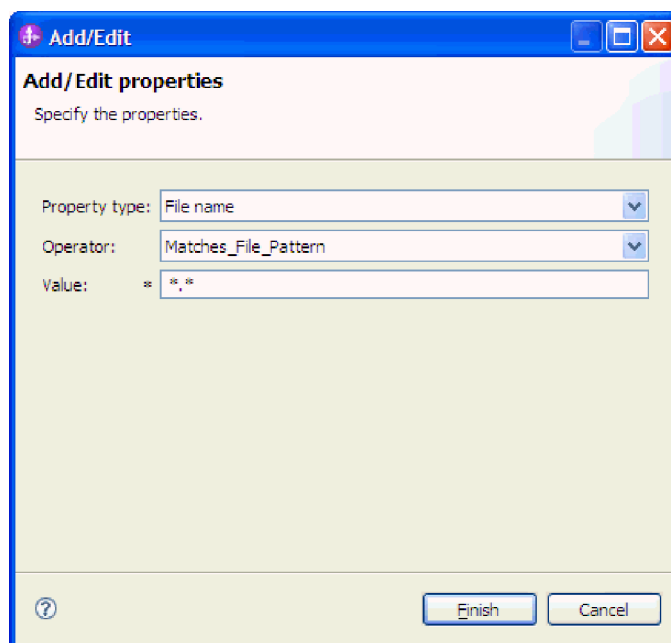 Add/Edit
Add/Edit properties
Specify the properties.
Property type: File name
Operator: Matches_File_Pattern
Value: * *.*
Finish Cancel